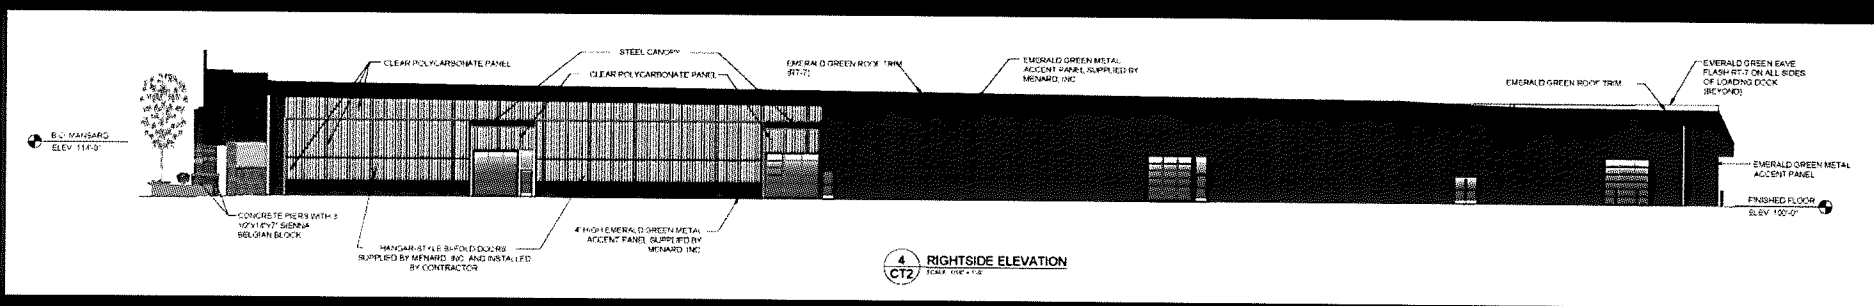 STEEL CANOPY
CLEAR POLYCARBONATE PANEL
CLEAR POLYCARBONATE PANEL
EMERALD GREEN ROOF TRIM
(RT-7)
EMERALD GREEN METAL
ACCENT PANEL SUPPLIED BY
MENARD, INC
EMERALD GREEN ROOF TRIM
EMERALD GREEN EAVE
FLASH RT-7 ON ALL SIDES
OF LOADING DOCK
(BEYOND)
B.O. MANSARD
ELEV. 114'-0"
EMERALD GREEN METAL
ACCENT PANEL
FINISHED FLOOR
ELEV. 100'-0"
CONCRETE PIERS WITH 3
SIENNA
BELGIAN BLOCK
HANGAR-STYLE BI-FOLD DOORS
SUPPLIED BY MENARD, INC. AND INSTALLED
BY CONTRACTOR
4' HIGH EMERALD GREEN METAL
ACCENT PANEL SUPPLIED BY
MENARD, INC
4
CT2
RIGHTSIDE ELEVATION
SCALE: